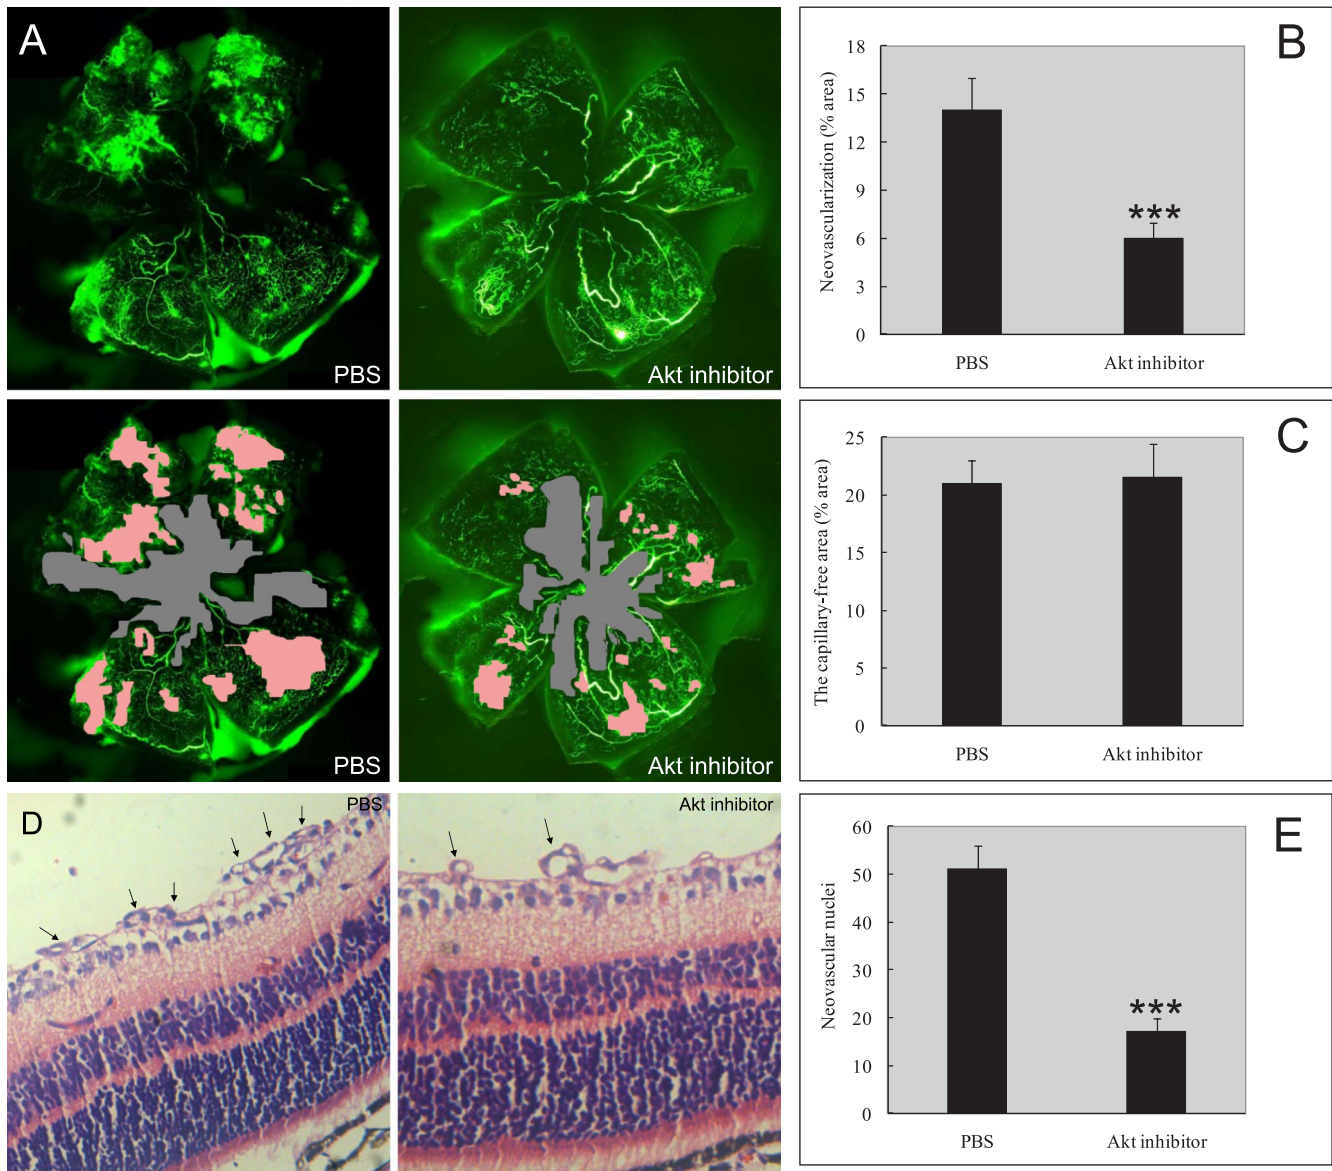 A
PBS
Akt inhibitor
B
Neovascularization (% area)
18
15
12
9
6
3
0
***
PBS
Akt inhibitor
PBS
Akt inhibitor
C
The capillary-free area (% area)
25
20
15
10
5
0
PBS
Akt inhibitor
D
PBS
Akt inhibitor
E
Neovascular nuclei
60
50
40
30
20
10
0
***
PBS
Akt inhibitor